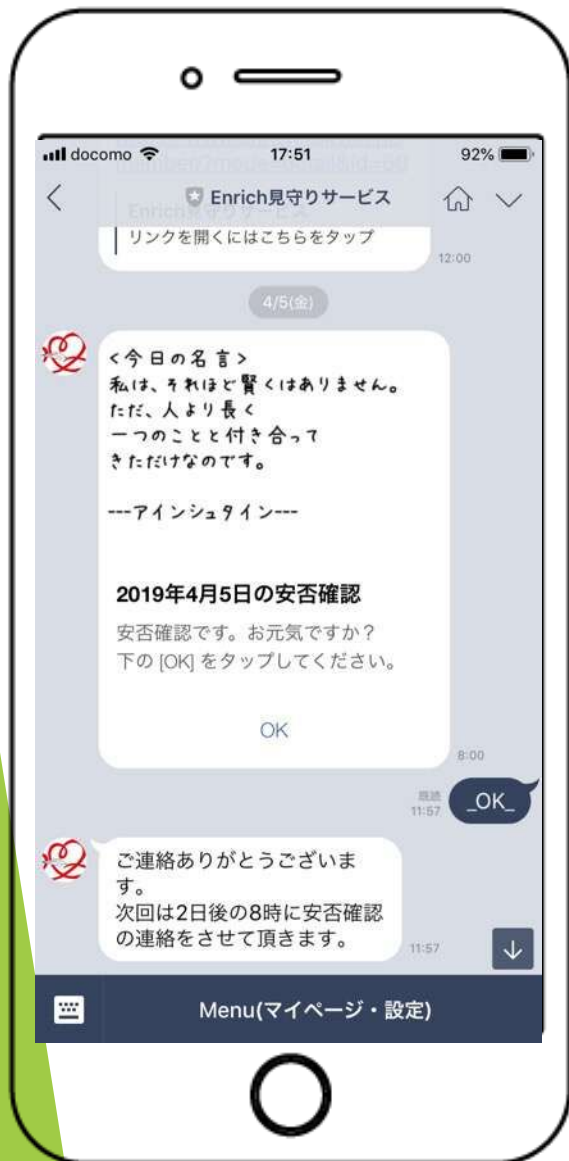 docomo 17:51 92%
Enrich見守りサービス
リンクを開くにはこちらをタップ
12:00
4/5(金)
<今日の名言>
私は、それほど賢くはありません。
ただ、人より長く
一つのことと付き合って
きただけなのです。
---アインシュタイン---
2019年4月5日の安否確認
安否確認です。お元気ですか？
下の [OK] をタップしてください。
OK
8:00
既読
11:57
_OK_
ご連絡ありがとうございま
す。
次回は2日後の8時に安否確認
の連絡をさせて頂きます。
11:57
Menu(マイページ・設定)